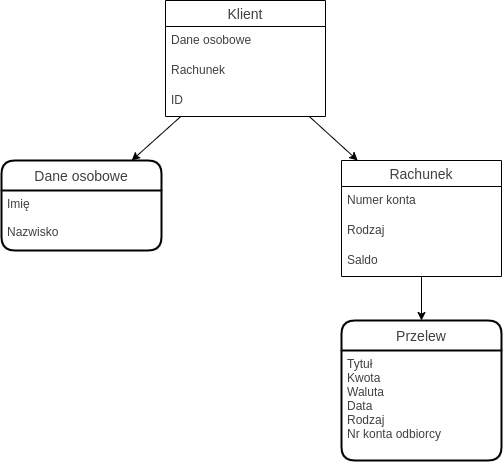 Klient
Dane osobowe
Rachunek
ID
Dane osobowe
Imię
Nazwisko
Rachunek
Numer konta
Rodzaj
Saldo
Przelew
Tytuł
Kwota
Waluta
Data
Rodzaj
Nr konta odbiorcy